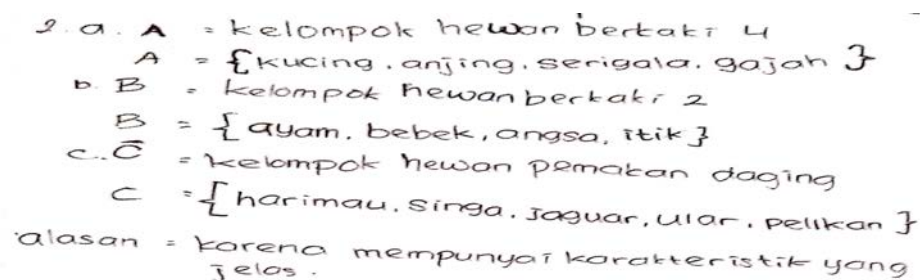 2. a. A = kelompok hewan berkaki 4
A = {kucing, anjing, serigala, gajah}
b. B = kelompok hewan berkaki 2
B = {ayam, bebek, angsa, itik}
c. C = kelompok hewan pemakan daging
C = {harimau, singa, Jaguar, ular, pelikan}
alasan = karena mempunyai karakteristik yang
jelas.